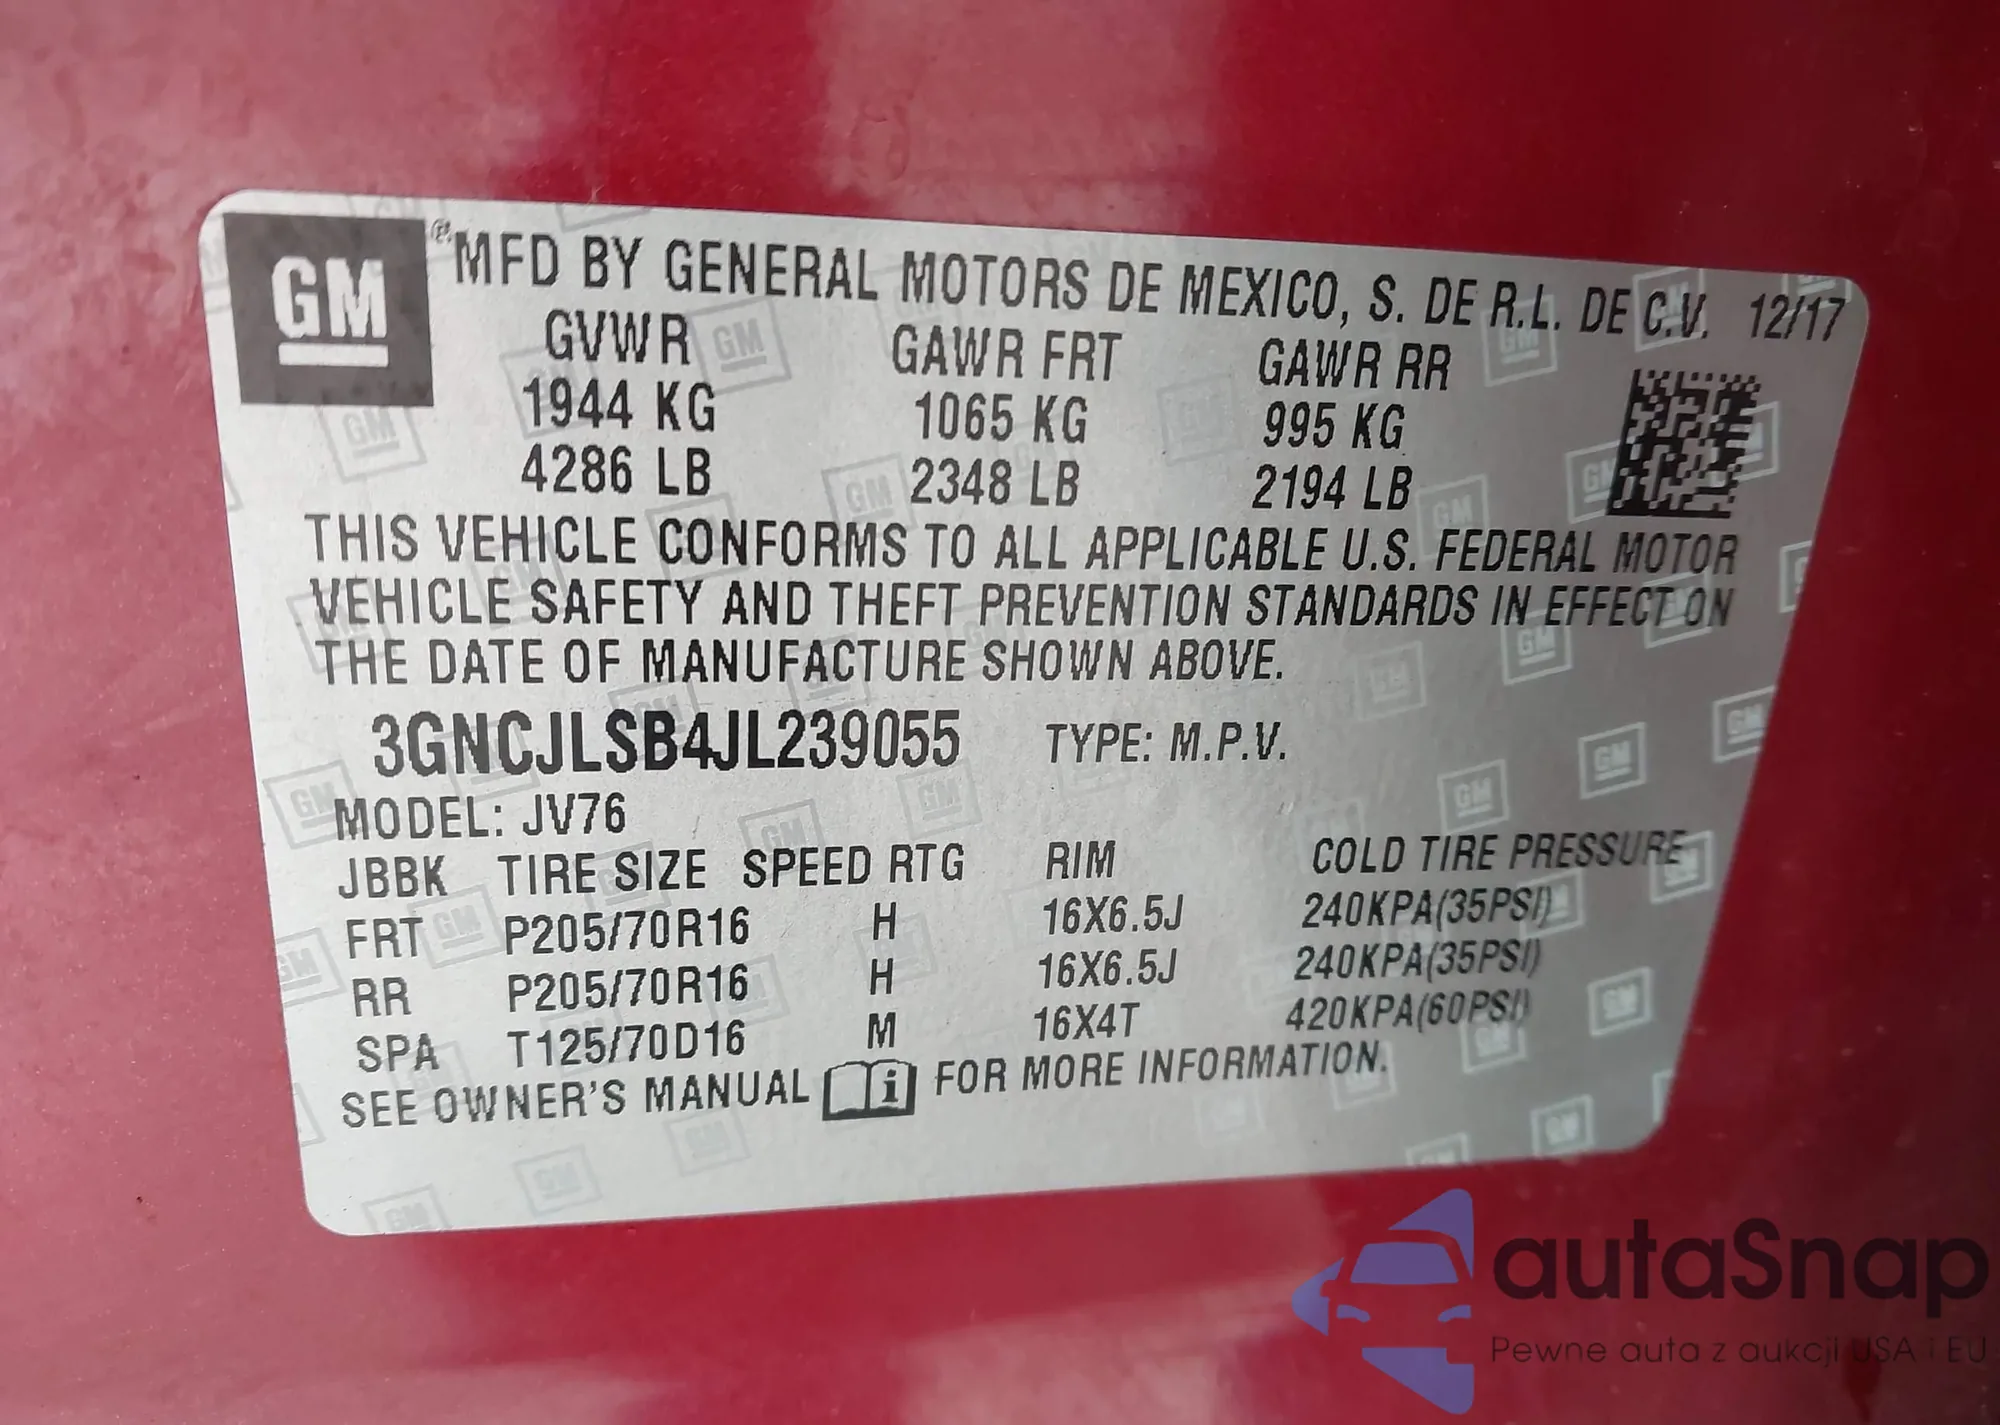 GM ® MFD BY GENERAL MOTORS DE MEXICO, S. DE R.L. DE C.V. 12/17
GVWR GAWR FRT GAWR RR
1944 KG 1065 KG 995 KG
4286 LB 2348 LB 2194 LB
THIS VEHICLE CONFORMS TO ALL APPLICABLE U.S. FEDERAL MOTOR
VEHICLE SAFETY AND THEFT PREVENTION STANDARDS IN EFFECT ON
THE DATE OF MANUFACTURE SHOWN ABOVE.
3GNCJLSB4JL239055 TYPE: M.P.V.
MODEL: JV76
JBBK TIRE SIZE SPEED RTG RIM COLD TIRE PRESSURE
FRT P205/70R16 H 16X6.5J 240KPA(35PSI)
RR P205/70R16 H 16X6.5J 240KPA(35PSI)
SPA T125/70D16 M 16X4T 420KPA(60PSI)
SEE OWNER'S MANUAL i FOR MORE INFORMATION.
autaSnap
Pewne auta z aukcji USA i EU